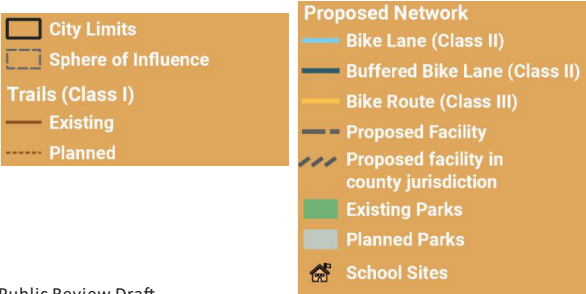 City Limits
Sphere of Influence
Trails (Class I)
Existing
Planned
Proposed Network
Bike Lane (Class II)
Buffered Bike Lane (Class II)
Bike Route (Class III)
Proposed Facility
Proposed facility in
county jurisdiction
Existing Parks
Planned Parks
School Sites
Public Review Draft